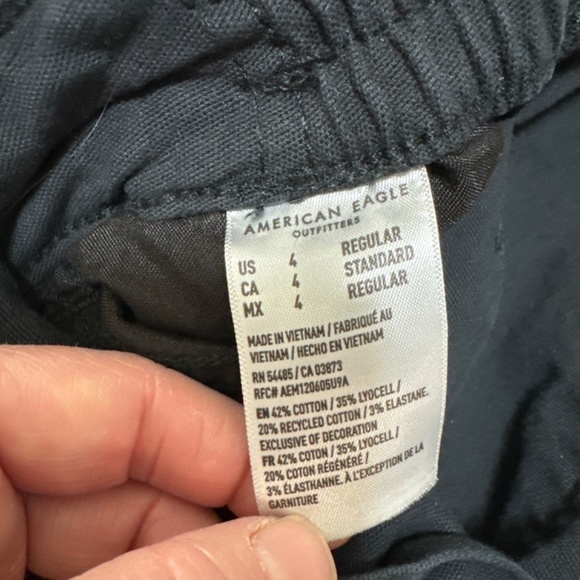 AMERICAN EAGLE
OUTFITTERS
US 4 REGULAR
CA 4 STANDARD
MX 4 REGULAR
MADE IN VIETNAM / FABRIQUÉ AU
VIETNAM / HECHO EN VIETNAM
RN 54485 / CA 03873
RFC# AEM120605U9A
EN 42% COTTON / 35% LYOCELL /
20% RECYCLED COTTON / 3% ELASTANE.
EXCLUSIVE OF DECORATION
FR 42% COTON / 35% LYOCELL /
20% COTON RÉGÉNÉRÉ /
3% ÉLASTHANNE. À L'EXCEPTION DE LA
GARNITURE